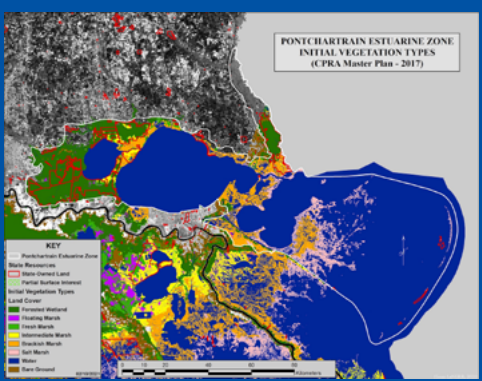 PONTCHARTRAIN ESTUARINE ZONE
INITIAL VEGETATION TYPES
(CPRA Master Plan - 2017)
KEY
Pontchartrain Estuarine Zone
State Resources
State Owned Land
Partial Surface Interest
Initial Vegetation Types
Land Cover
Forested Wetland
Floating Marsh
Fresh Marsh
Intermediate Marsh
Brackish Marsh
Salt Marsh
Water
Bare Ground
Kilometers